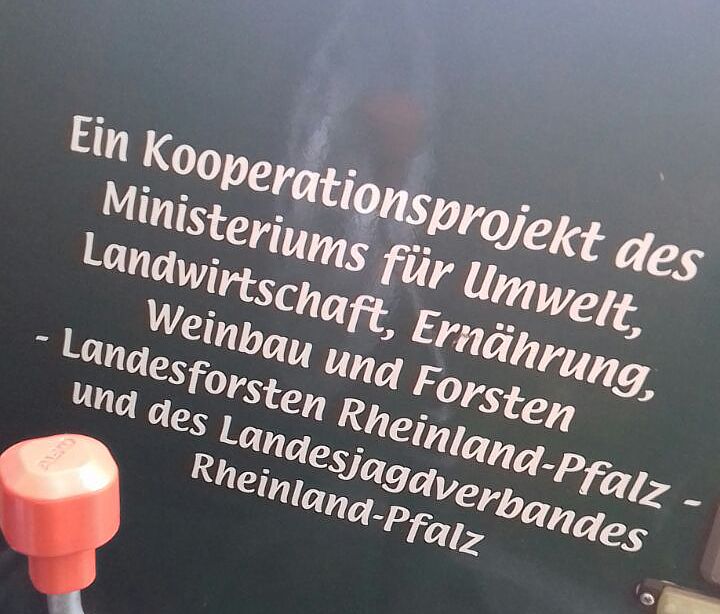 Ein Kooperationsprojekt des
Ministeriums für Umwelt,
Landwirtschaft, Ernährung,
Weinbau und Forsten
- Landesforsten Rheinland-Pfalz -
und des Landesjagdverbandes
Rheinland-Pfalz